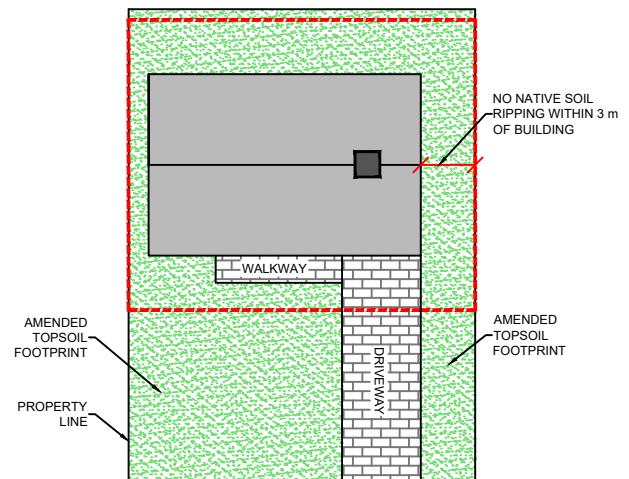 NO NATIVE SOIL
RIPPING WITHIN 3 m
OF BUILDING
WALKWAY
AMENDED
TOPSOIL
FOOTPRINT
AMENDED
TOPSOIL
FOOTPRINT
DRIVEWAY
PROPERTY
LINE